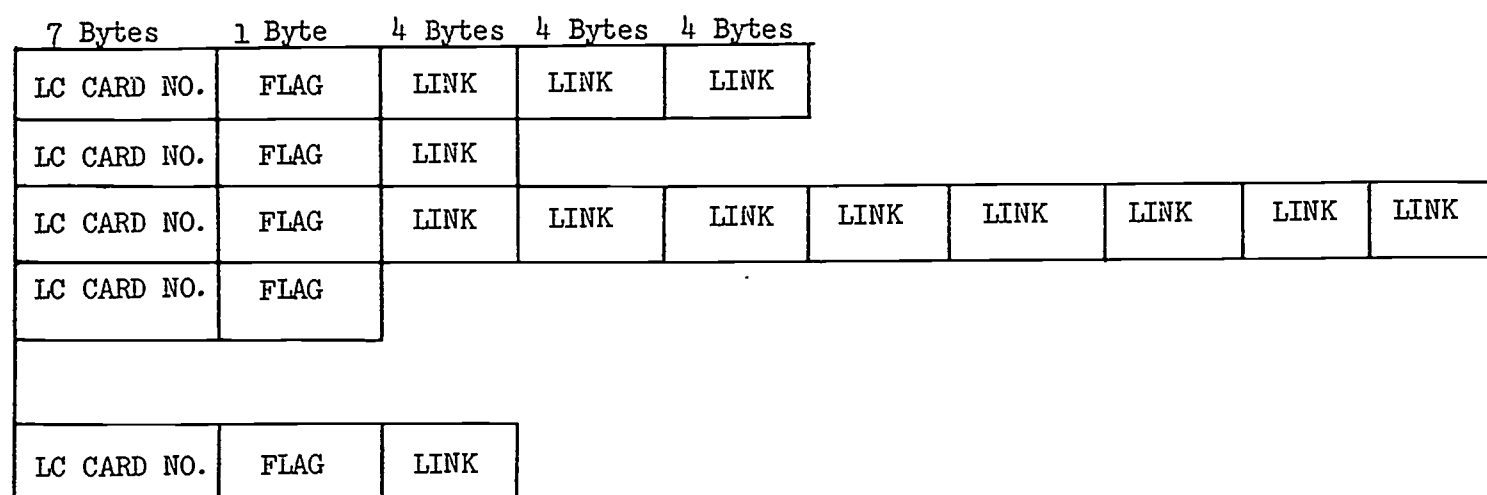 7 Bytes 1 Byte 4 Bytes 4 Bytes 4 Bytes
LC CARD NO. FLAG LINK LINK LINK
LC CARD NO. FLAG LINK
LC CARD NO. FLAG LINK LINK LINK LINK LINK LINK LINK LINK
LC CARD NO. FLAG
LC CARD NO. FLAG LINK